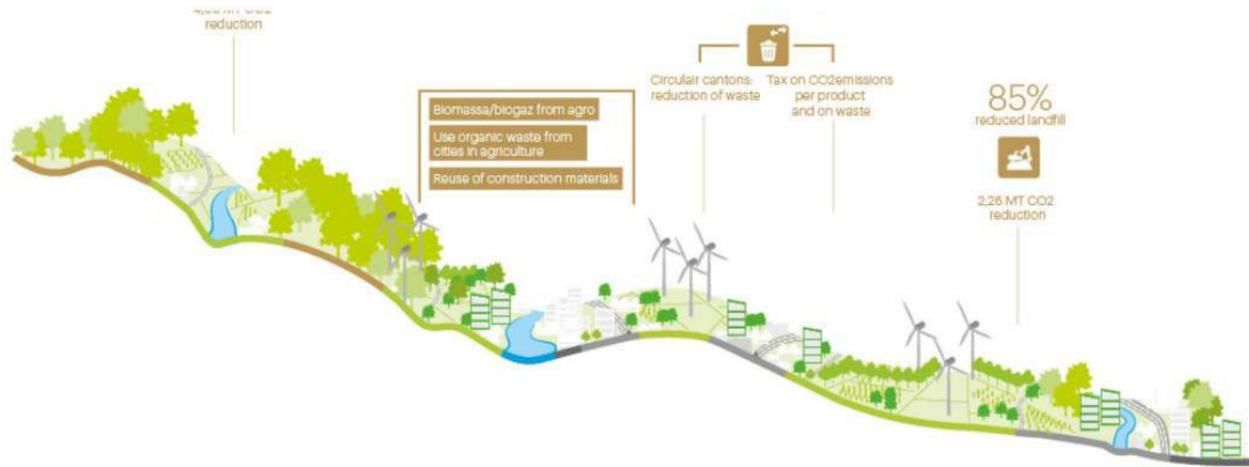 reduction
Biomassa/biogaz from agro
Use organic waste from
cities in agriculture
Reuse of construction materials
Circulair cantons:
reduction of waste
Tax on CO2emissions
per product
and on waste
85%
reduced landfill
2,26 MT CO2
reduction